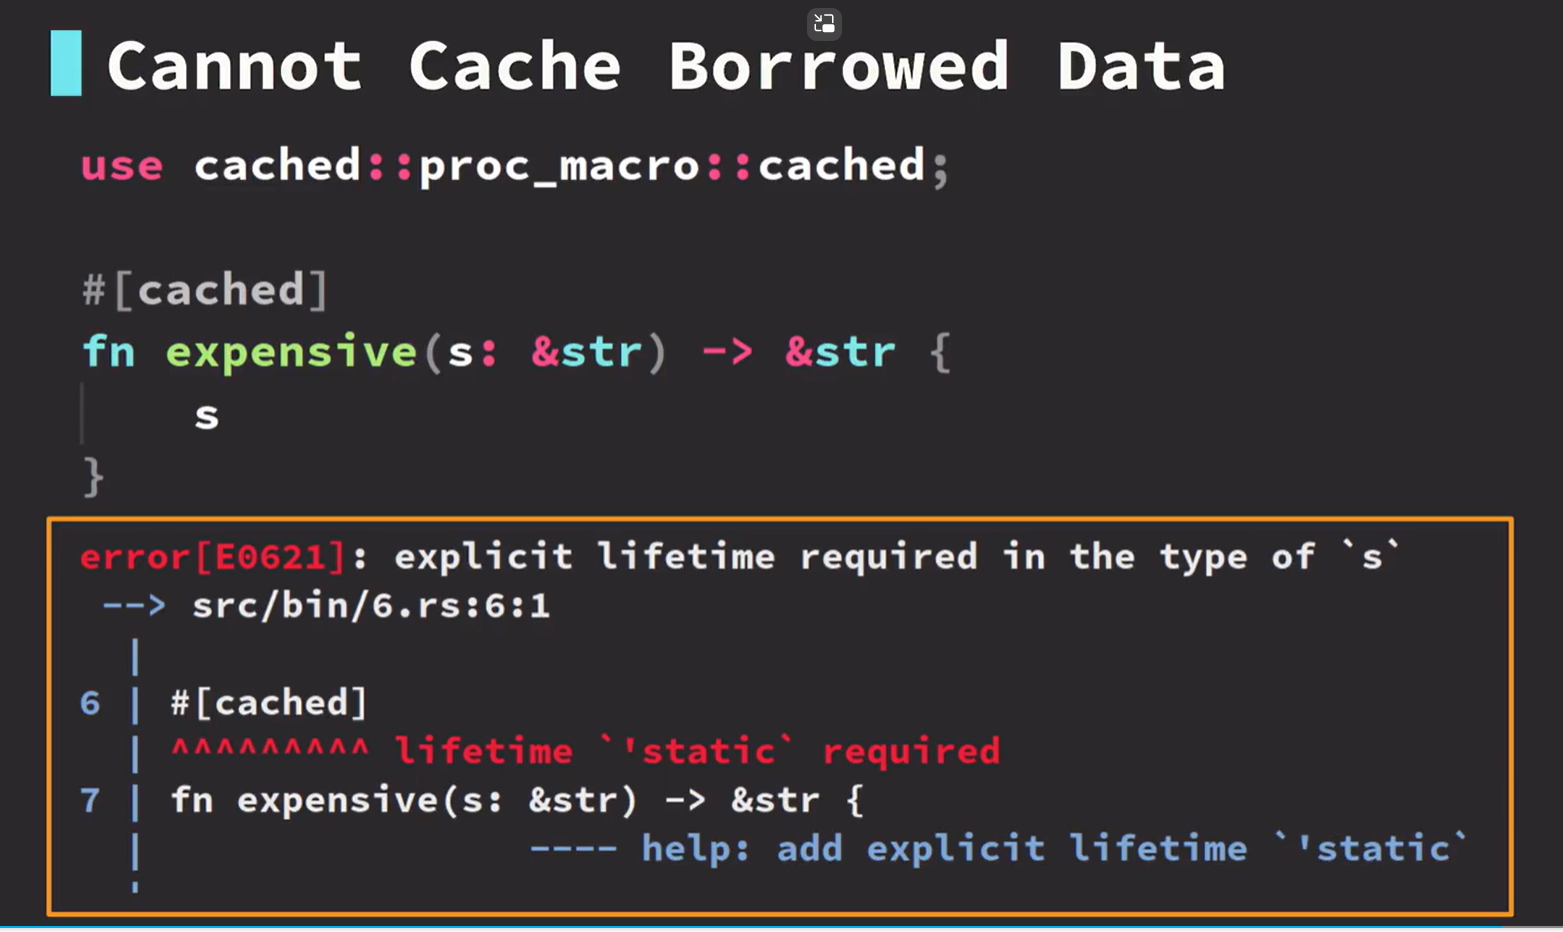 Cannot Cache Borrowed Data
use cached::proc_macro::cached;
#[cached]
fn expensive(s: &str) -> &str {
s
}
error[E0621]: explicit lifetime required in the type of `s`
--> src/bin/6.rs:6:1
|
6 | #[cached]
| ^^^^^^^^^ lifetime `'static` required
7 | fn expensive(s: &str) -> &str {
| ---- help: add explicit lifetime `'static`